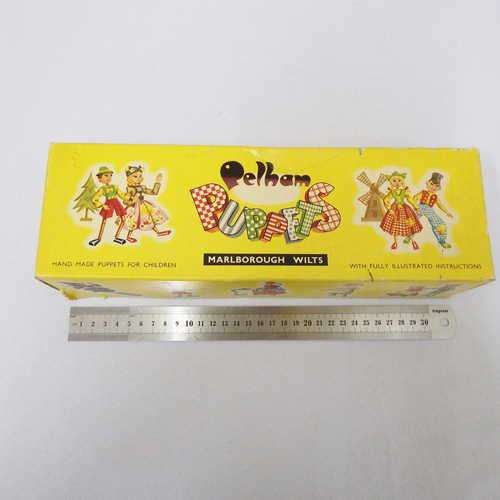 Pelham
PUPPETS
MARLBOROUGH WILTS
HAND MADE PUPPETS FOR CHILDREN
WITH FULLY ILLUSTRATED INSTRUCTIONS
1 2 3 4 5 6 7 8 9 10 11 12 13 14 15 16 17 18 19 20 21 22 23 24 25 26 27 28 29 30